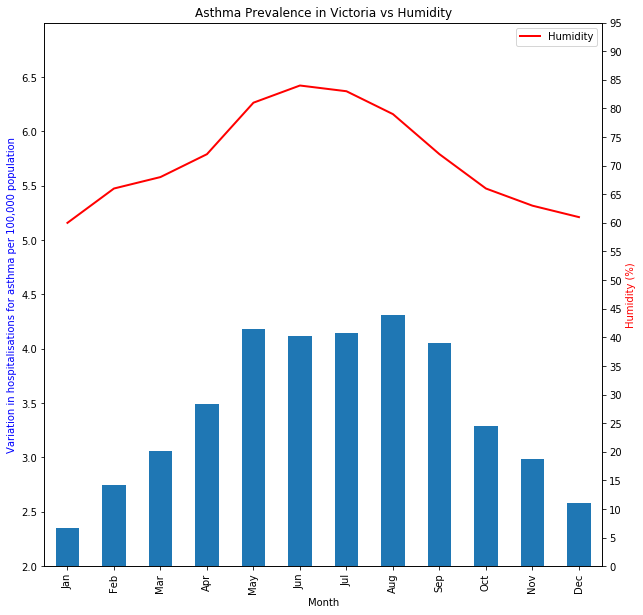 Asthma Prevalence in Victoria vs Humidity
Humidity
Variation in hospitalisations for asthma per 100,000 population
6.5
6.0
5.5
5.0
4.5
4.0
3.5
3.0
2.5
2.0
95
90
85
80
75
70
65
60
55
50
45
40
35
30
25
20
15
10
5
0
Humidity (%)
Jan
Feb
Mar
Apr
May
Jun
Jul
Aug
Sep
Oct
Nov
Dec
Month